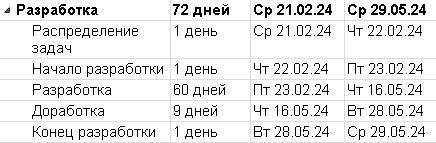 Разработка 72 дней Ср 21.02.24 Ср 29.05.24
Распределение 1 день Ср 21.02.24 Чт 22.02.24
задач
Начало разработки 1 день Чт 22.02.24 Пт 23.02.24
Разработка 60 дней Пт 23.02.24 Чт 16.05.24
Доработка 9 дней Чт 16.05.24 Вт 28.05.24
Конец разработки 1 день Вт 28.05.24 Ср 29.05.24